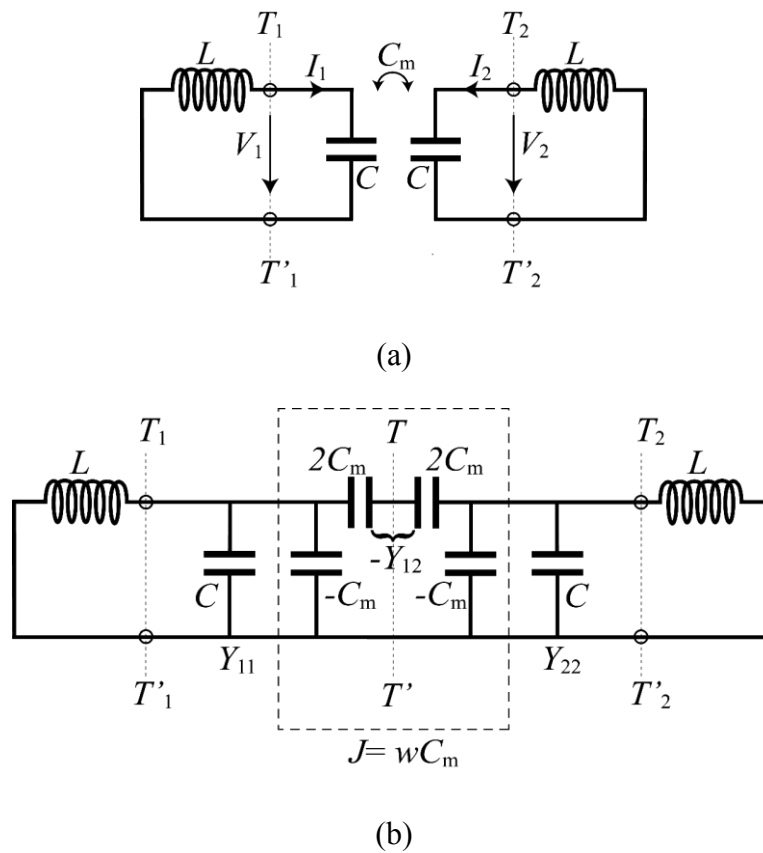 T1 T2
L I1 Cm I2 L
V1 C C V2
T'1 T'2
(a)
T1 T T2
L 2Cm 2Cm L
-Y12
C -Cm -Cm C
Y11 Y22
T'1 T' T'2
J= wCm
(b)